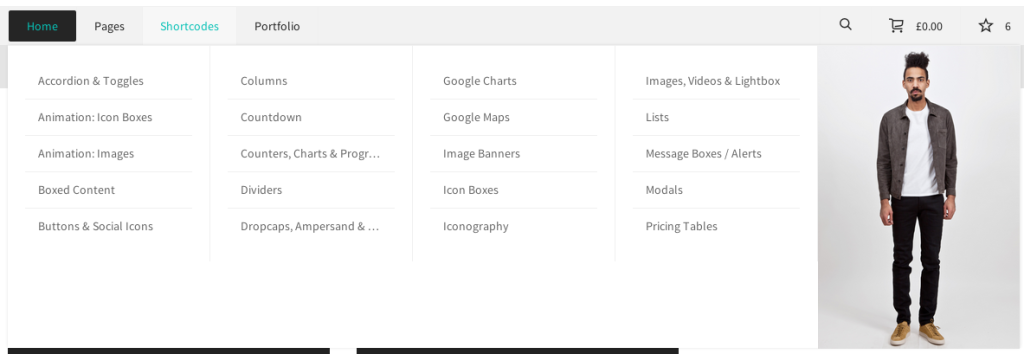 Home Pages Shortcodes Portfolio £0.00 6
Accordion & Toggles
Animation: Icon Boxes
Animation: Images
Boxed Content
Buttons & Social Icons
Columns
Countdown
Counters, Charts & Progr...
Dividers
Dropcaps, Ampersand & ...
Google Charts
Google Maps
Image Banners
Icon Boxes
Iconography
Images, Videos & Lightbox
Lists
Message Boxes / Alerts
Modals
Pricing Tables